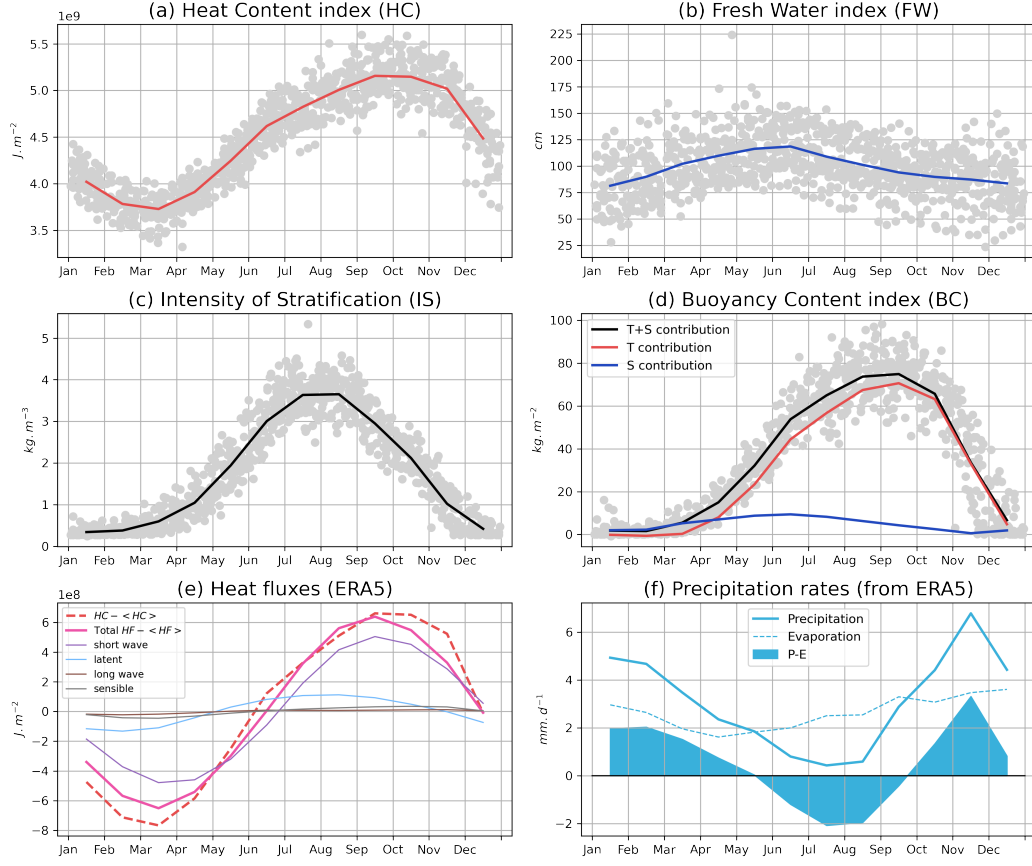 (a) Heat Content index (HC)
1e9
5.5
5.0
4.5
4.0
3.5
J.m⁻²
Jan Feb Mar Apr May Jun Jul Aug Sep Oct Nov Dec
(b) Fresh Water index (FW)
225
200
175
150
125
100
75
50
25
cm
Jan Feb Mar Apr May Jun Jul Aug Sep Oct Nov Dec
(c) Intensity of Stratification (IS)
5
4
3
2
1
0
kg.m⁻³
Jan Feb Mar Apr May Jun Jul Aug Sep Oct Nov Dec
(d) Buoyancy Content index (BC)
T+S contribution
T contribution
S contribution
100
80
60
40
20
0
kg.m⁻²
Jan Feb Mar Apr May Jun Jul Aug Sep Oct Nov Dec
(e) Heat fluxes (ERA5)
1e8
HC − <HC>
Total HF − <HF>
short wave
latent
long wave
sensible
6
4
2
0
−2
−4
−6
−8
J.m⁻²
Jan Feb Mar Apr May Jun Jul Aug Sep Oct Nov Dec
(f) Precipitation rates (from ERA5)
Precipitation
Evaporation
P-E
6
4
2
0
−2
mm.d⁻¹
Jan Feb Mar Apr May Jun Jul Aug Sep Oct Nov Dec